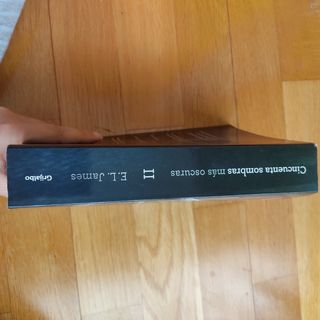 Cincuenta sombras más oscuras
II
E. L. James
Grijalbo